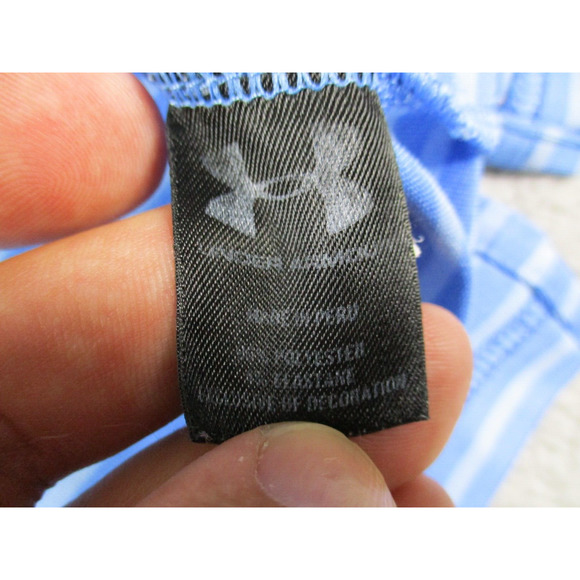 UNDER ARMOUR
MADE IN PERU
POLYESTER
ELASTANE
EXCLUSIVE OF DECORATION